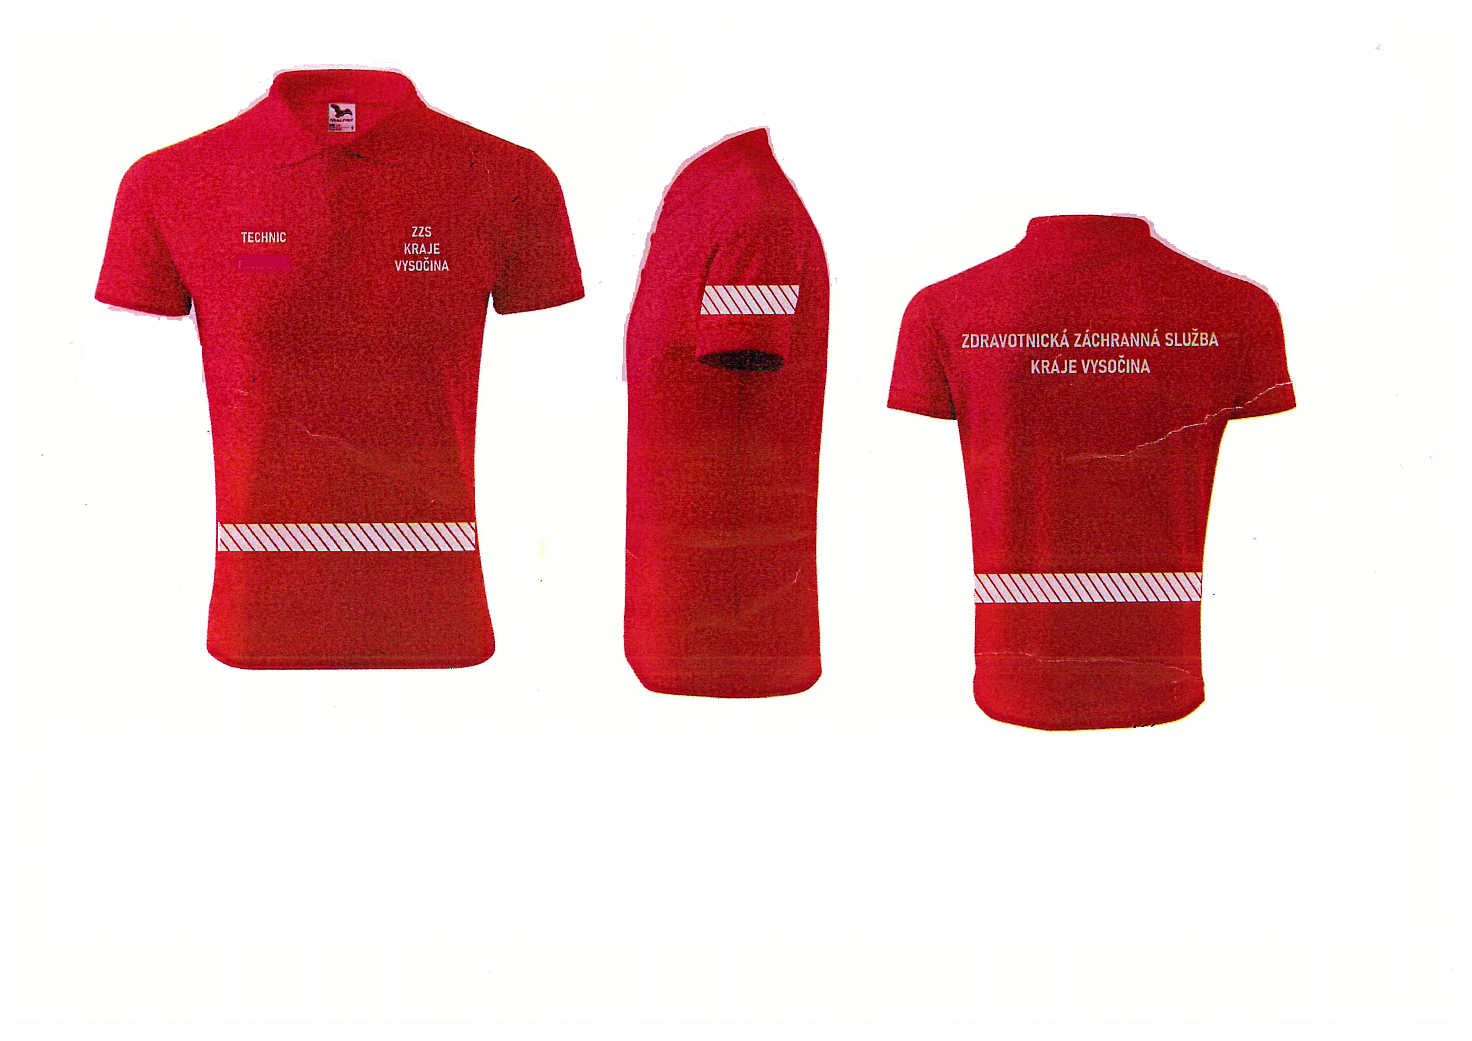 TECHNIC
ZZS
KRAJE
VYSOČINA
ZDRAVOTNICKÁ ZÁCHRANNÁ SLUŽBA
KRAJE VYSOČINA